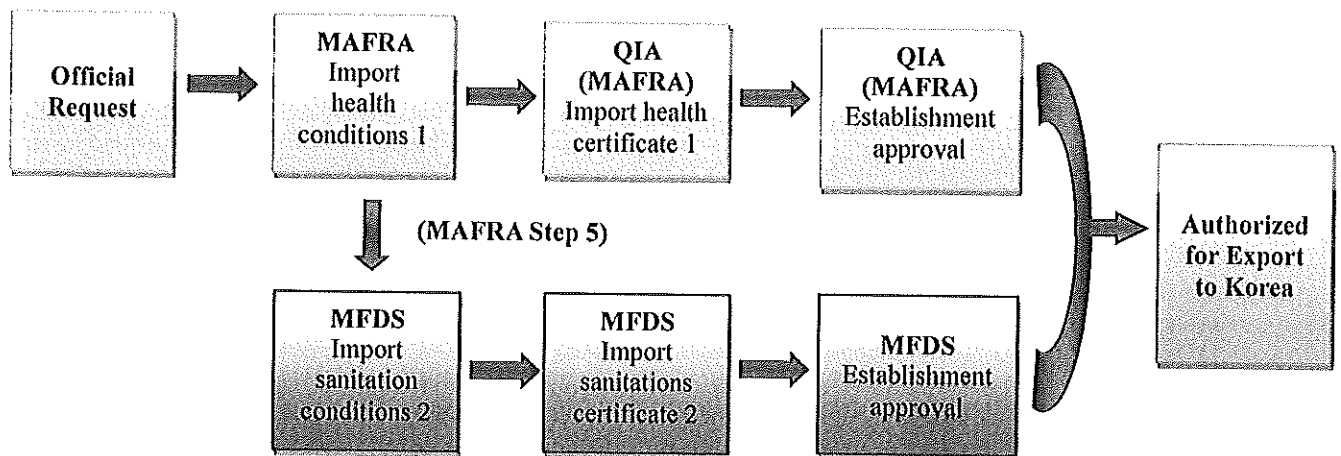 Official
Request
MAFRA
Import
health
conditions 1
QIA
(MAFRA)
Import health
certificate 1
QIA
(MAFRA)
Establishment
approval
(MAFRA Step 5)
MFDS
Import
sanitation
conditions 2
MFDS
Import
sanitations
certificate 2
MFDS
Establishment
approval
Authorized
for Export
to Korea